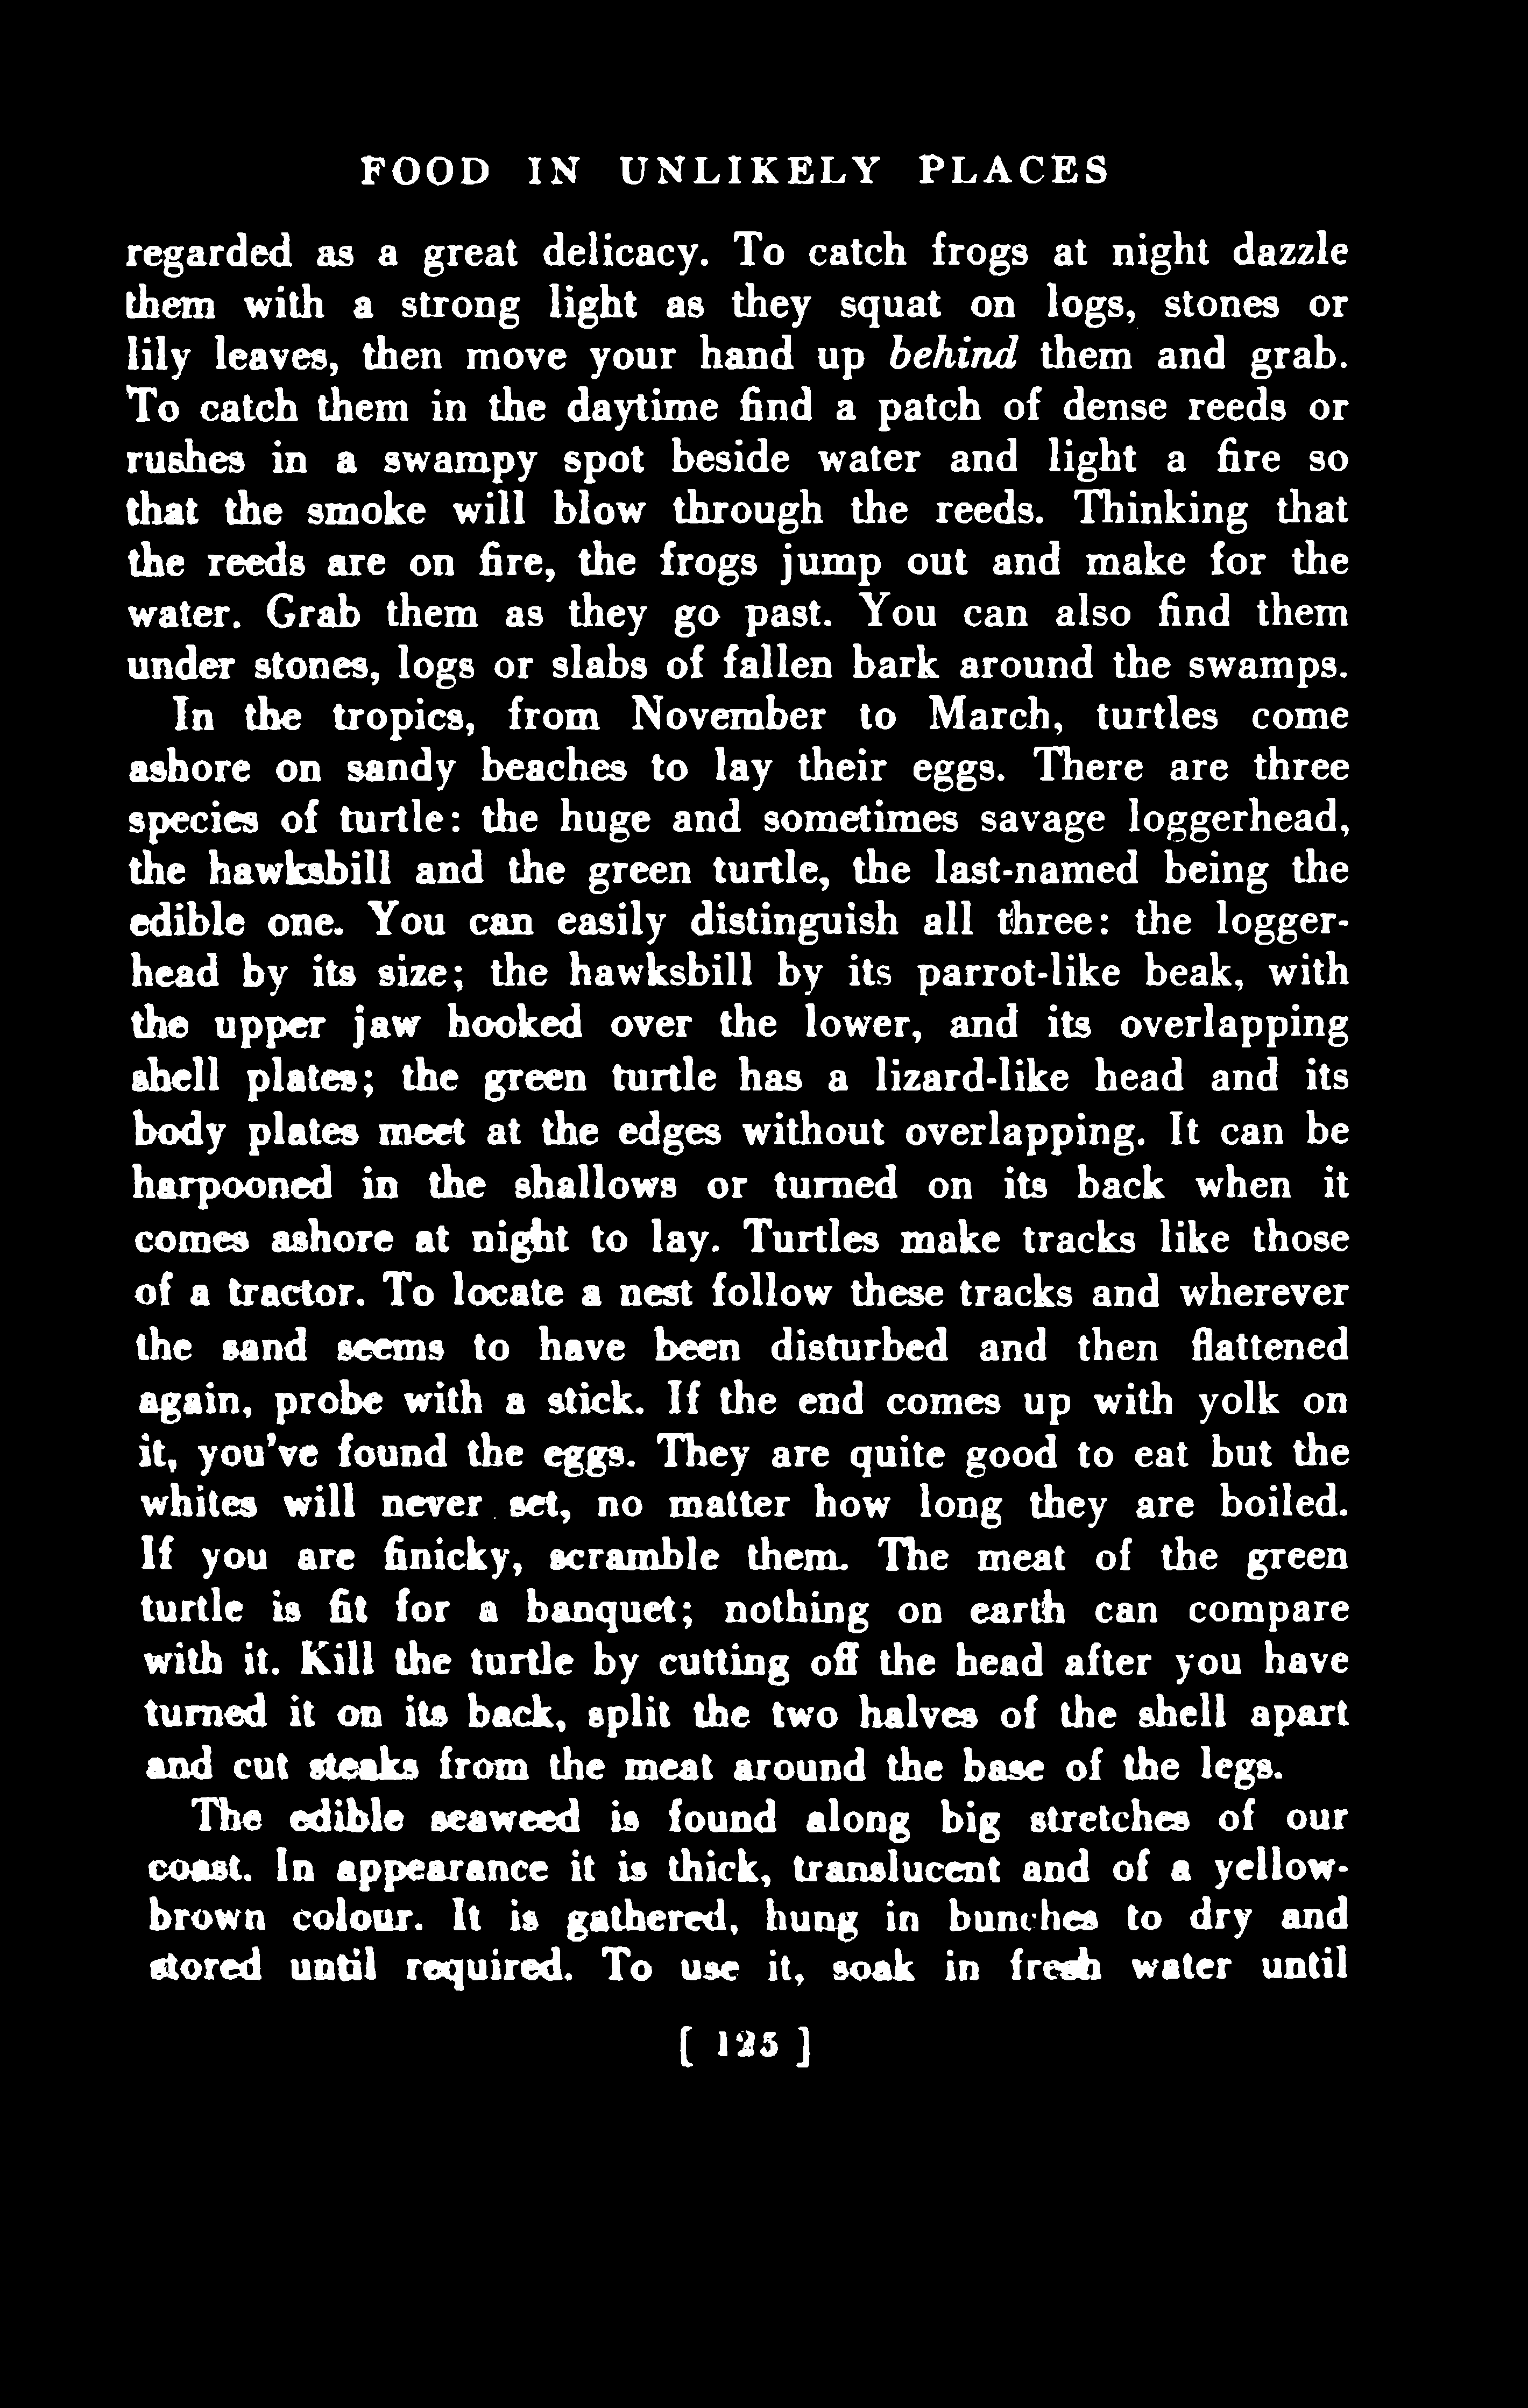 FOOD IN UNLIKELY PLACES
regarded as a great delicacy. To catch frogs at night dazzle
them with a strong light as they squat on logs, stones or
lily leaves, then move your hand up behind them and grab.
To catch them in the daytime find a patch of dense reeds or
rushes in a swampy spot beside water and light a fire so
that the smoke will blow through the reeds. Thinking that
the reeds are on fire, the frogs jump out and make for the
water. Grab them as they go past. You can also find them
under stones, logs or slabs of fallen bark around the swamps.
In the tropics, from November to March, turtles come
ashore on sandy beaches to lay their eggs. There are three
species of turtle: the huge and sometimes savage loggerhead,
the hawksbill and the green turtle, the last-named being the
edible one. You can easily distinguish all three: the logger-
head by its size; the hawksbill by its parrot-like beak, with
the upper jaw hooked over the lower, and its overlapping
shell plates; the green turtle has a lizard-like head and its
body plates meet at the edges without overlapping. It can be
harpooned in the shallows or turned on its back when it
comes ashore at night to lay. Turtles make tracks like those
of a tractor. To locate a nest follow these tracks and wherever
the sand seems to have been disturbed and then flattened
again, probe with a stick. If the end comes up with yolk on
it, you've found the eggs. They are quite good to eat but the
whites will never set, no matter how long they are boiled.
If you are finicky, scramble them. The meat of the green
turtle is fit for a banquet; nothing on earth can compare
with it. Kill the turtle by cutting off the head after you have
turned it on its back, split the two halves of the shell apart
and cut steaks from the meat around the base of the legs.
The edible seaweed is found along big stretches of our
coast. In appearance it is thick, translucent and of a yellow-
brown colour. It is gathered, hung in bunches to dry and
stored until required. To use it, soak in fresh water until
[ 125 ]